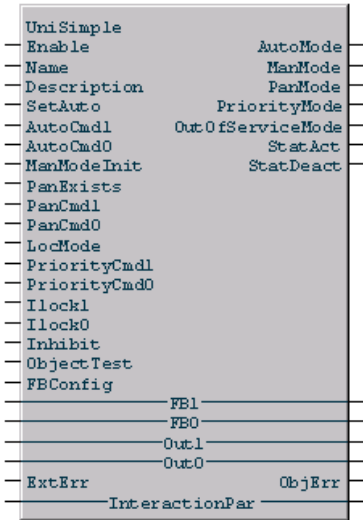 UniSimple
Enable AutoMode
Name ManMode
Description PanMode
SetAuto PriorityMode
AutoCmd1 OutOfServiceMode
AutoCmd0 StatAct
ManModeInit StatDeact
PanExists
PanCmd1
PanCmd0
LocMode
PriorityCmd1
PriorityCmd0
Ilock1
Ilock0
Inhibit
ObjectTest
FBConfig
FB1
FB0
Out1
Out0
ExtErr ObjErr
InteractionPar